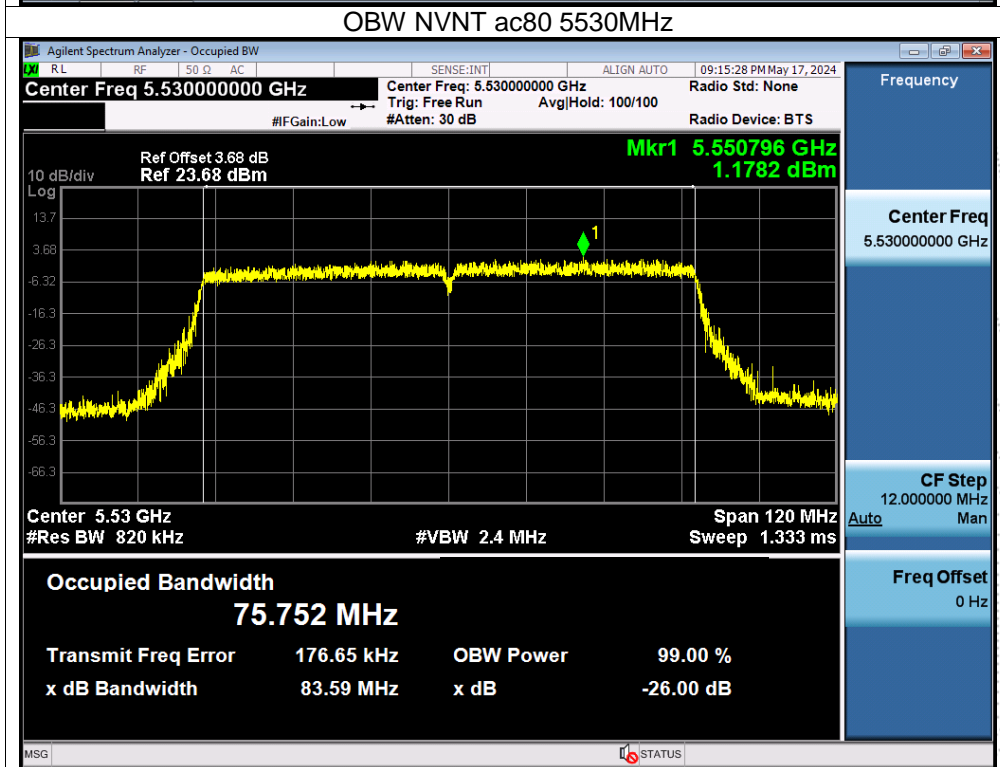 OBW NVNT ac80 5530MHz
Agilent Spectrum Analyzer - Occupied BW
LXI RL RF 50 Ω AC SENSE:INT ALIGN AUTO 09:15:28 PM May 17, 2024
Center Freq 5.530000000 GHz
Center Freq: 5.530000000 GHz Radio Std: None
Trig: Free Run Avg|Hold: 100/100
#IFGain:Low #Atten: 30 dB Radio Device: BTS
Frequency
Mkr1 5.550796 GHz
1.1782 dBm
Ref Offset 3.68 dB
10 dB/div Ref 23.68 dBm
Log
13.7
3.68
-6.32
-16.3
-26.3
-36.3
-46.3
-56.3
-66.3
1
Center 5.53 GHz Span 120 MHz
#Res BW 820 kHz #VBW 2.4 MHz Sweep 1.333 ms
Center Freq
5.530000000 GHz
CF Step
12.000000 MHz
Auto Man
Freq Offset
0 Hz
Occupied Bandwidth
75.752 MHz
Transmit Freq Error 176.65 kHz OBW Power 99.00 %
x dB Bandwidth 83.59 MHz x dB -26.00 dB
MSG STATUS